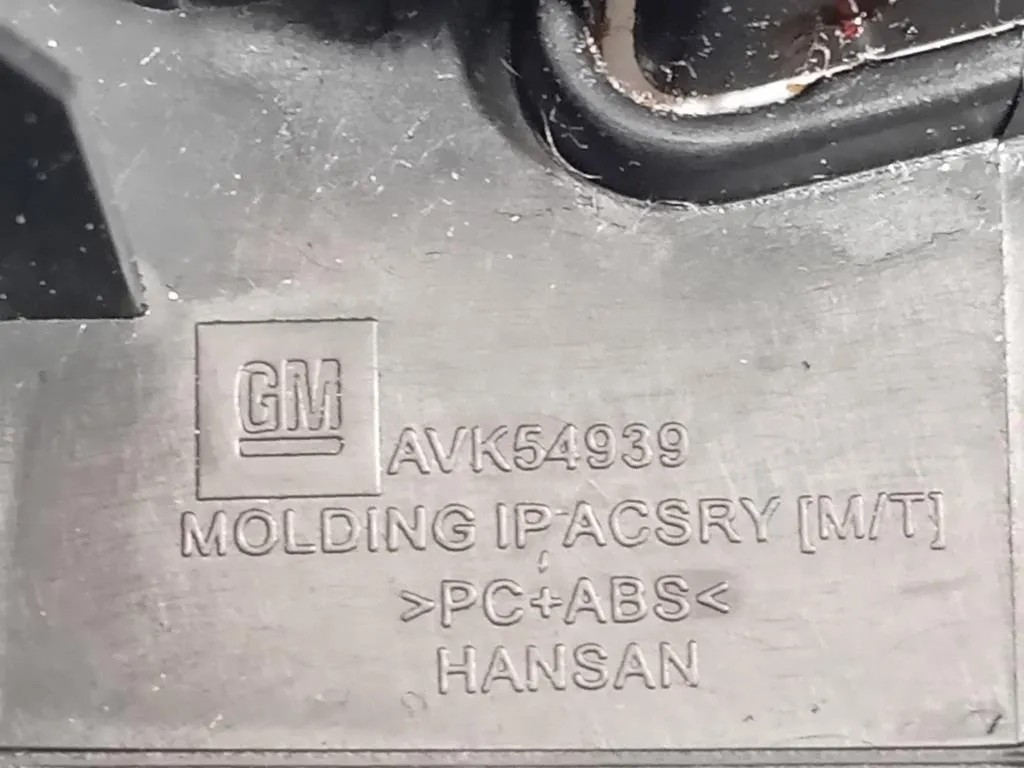 GM
AVK54939
MOLDING IP ACSRY [M/T]
>PC+ABS<
HANSAN